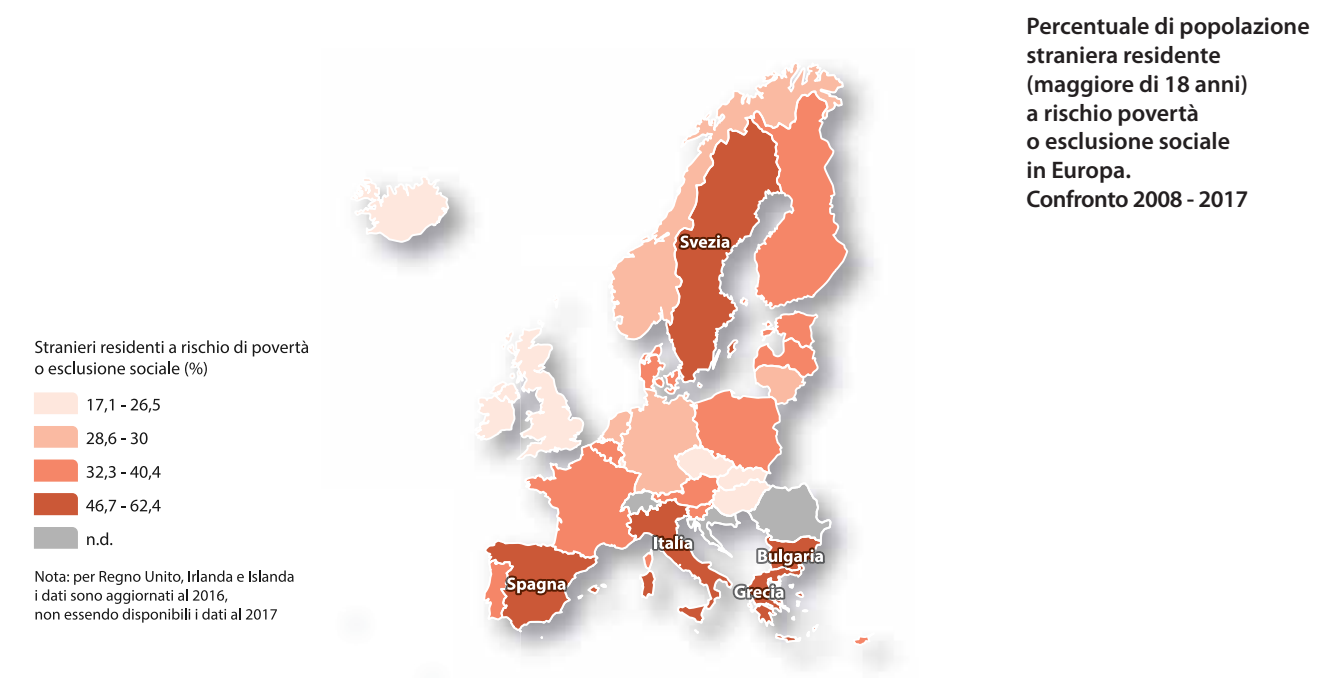 Percentuale di popolazione
straniera residente
(maggiore di 18 anni)
a rischio povertà
o esclusione sociale
in Europa.
Confronto 2008 - 2017
Svezia
Italia
Bulgaria
Spagna
Grecia
Stranieri residenti a rischio di povertà
o esclusione sociale (%)
17,1 - 26,5
28,6 - 30
32,3 - 40,4
46,7 - 62,4
n.d.
Nota: per Regno Unito, Irlanda e Islanda
i dati sono aggiornati al 2016,
non essendo disponibili i dati al 2017